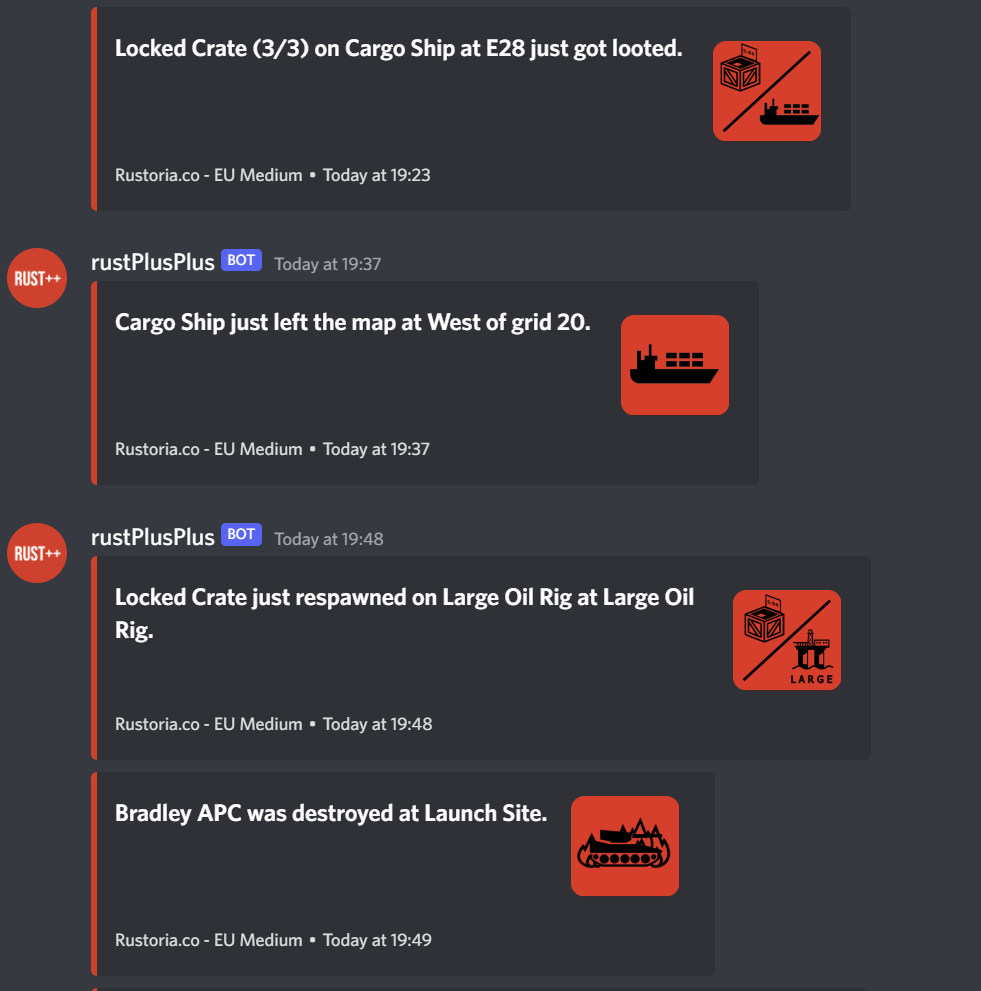 Locked Crate (3/3) on Cargo Ship at E28 just got looted.
Rustoria.co - EU Medium • Today at 19:23
RUST++
rustPlusPlus BOT Today at 19:37
Cargo Ship just left the map at West of grid 20.
Rustoria.co - EU Medium • Today at 19:37
RUST++
rustPlusPlus BOT Today at 19:48
Locked Crate just respawned on Large Oil Rig at Large Oil
Rig.
LARGE
Rustoria.co - EU Medium • Today at 19:48
Bradley APC was destroyed at Launch Site.
Rustoria.co - EU Medium • Today at 19:49